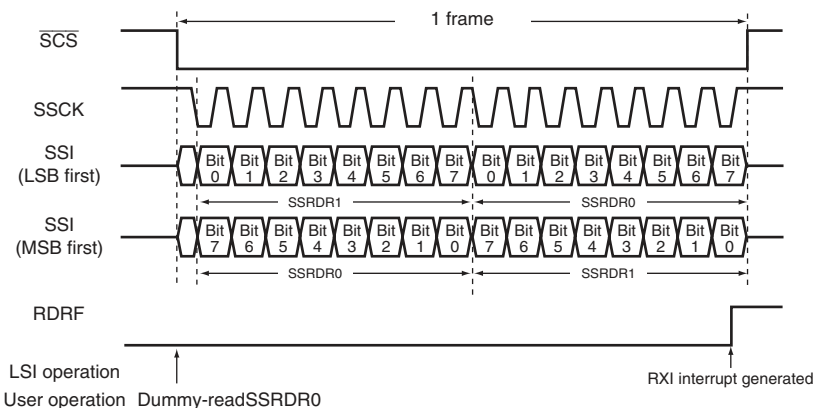 1 frame
SCS
SSCK
SSI
(LSB first)
Bit 0 Bit 1 Bit 2 Bit 3 Bit 4 Bit 5 Bit 6 Bit 7 Bit 0 Bit 1 Bit 2 Bit 3 Bit 4 Bit 5 Bit 6 Bit 7
SSRDR1 SSRDR0
SSI
(MSB first)
Bit 7 Bit 6 Bit 5 Bit 4 Bit 3 Bit 2 Bit 1 Bit 0 Bit 7 Bit 6 Bit 5 Bit 4 Bit 3 Bit 2 Bit 1 Bit 0
SSRDR0 SSRDR1
RDRF
LSI operation
RXI interrupt generated
User operation Dummy-readSSRDR0